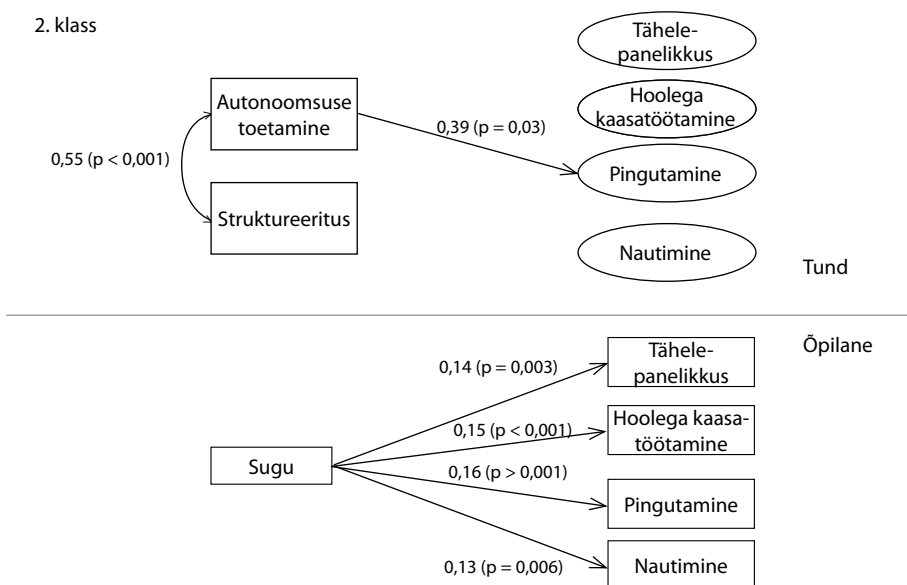 2. klass
Tähele-
panelikkus
Autonoomsuse
toetamine
Hoolega
kaasatöötamine
0,39 (p = 0,03)
0,55 (p < 0,001)
Pingutamine
Struktureeritus
Nautimine
Tund
Õpilane
Tähele-
panelikkus
0,14 (p = 0,003)
Hoolega kaasa-
töötamine
0,15 (p < 0,001)
Sugu
0,16 (p > 0,001)
Pingutamine
Nautimine
0,13 (p = 0,006)